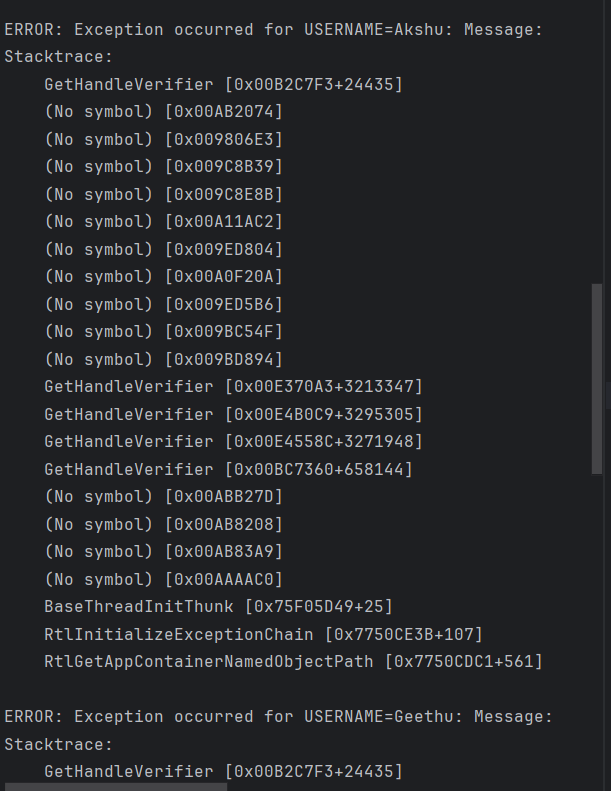 ERROR: Exception occurred for USERNAME=Akshu: Message:
Stacktrace:
GetHandleVerifier [0x00B2C7F3+24435]
(No symbol) [0x00AB2074]
(No symbol) [0x009806E3]
(No symbol) [0x009C8B39]
(No symbol) [0x009C8E8B]
(No symbol) [0x00A11AC2]
(No symbol) [0x009ED804]
(No symbol) [0x00A0F20A]
(No symbol) [0x009ED5B6]
(No symbol) [0x009BC54F]
(No symbol) [0x009BD894]
GetHandleVerifier [0x00E370A3+3213347]
GetHandleVerifier [0x00E4B0C9+3295305]
GetHandleVerifier [0x00E4558C+3271948]
GetHandleVerifier [0x00BC7360+658144]
(No symbol) [0x00ABB27D]
(No symbol) [0x00AB8208]
(No symbol) [0x00AB83A9]
(No symbol) [0x00AAAAC0]
BaseThreadInitThunk [0x75F05D49+25]
RtlInitializeExceptionChain [0x7750CE3B+107]
RtlGetAppContainerNamedObjectPath [0x7750CDC1+561]
ERROR: Exception occurred for USERNAME=Geethu: Message:
Stacktrace:
GetHandleVerifier [0x00B2C7F3+24435]